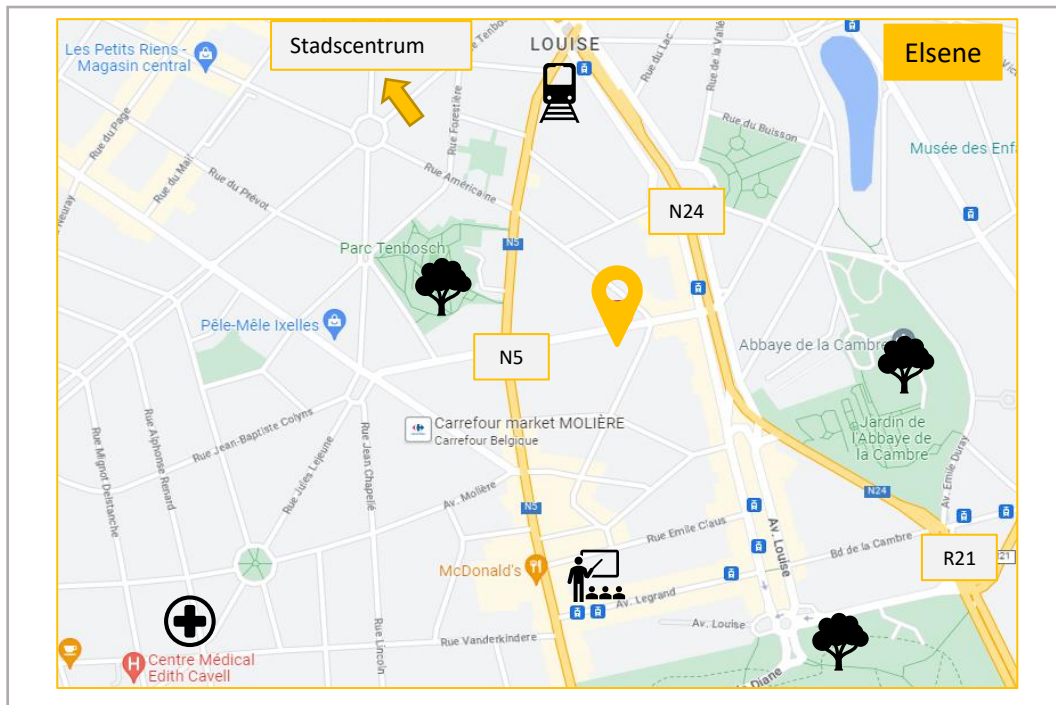 Stadscentrum
LOUISE
Elsene
Les Petits Riens -
Magasin central
Rue du Page
Rue du Mail
Rue du Prévot
Rue Forestière
Rue Américaine
Rue du Lac
Rue du Buisson
Musée des Enf
N24
Parc Tenbosch
N5
Pêle-Mêle Ixelles
N5
Abbaye de la Cambre
Carrefour market MOLIÈRE
Carrefour Belgique
Jardin de
l'Abbaye de
la Cambre
Rue Jean-Baptiste Colyns
Rue Mignot Delstanche
Rue Alphonse Renard
Rue Jules Lejeune
Rue Jean Chapelié
Av. Molière
N5
N24
Av. Emile Duray
Rue Emile Claus
Av. Louise
Bd de la Cambre
R21
21
McDonald's
Av. Legrand
Av. Louise
Rue Vanderkindere
Rue Lincoln
H
Centre Médical
Edith Cavell
Diane